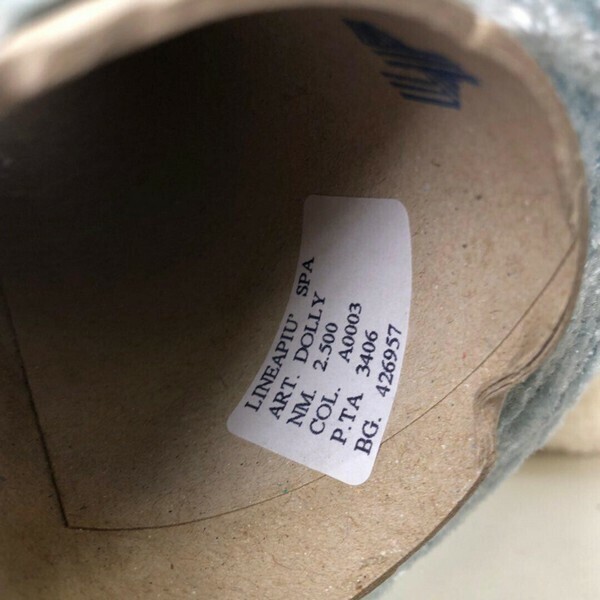 LINEAPIU' SPA
ART. DOLLY
NM. 2.500
COL. A0003
P.TA 3406
BG. 426957